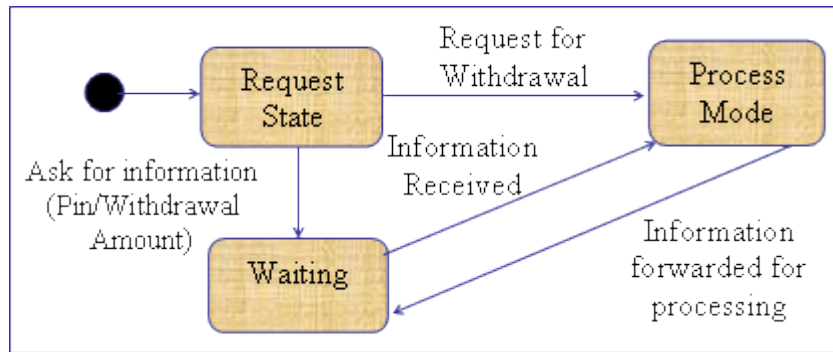 Request for
Withdrawal
Request
State
Process
Mode
Ask for information
(Pin/Withdrawal
Amount)
Information
Received
Waiting
Information
forwarded for
processing